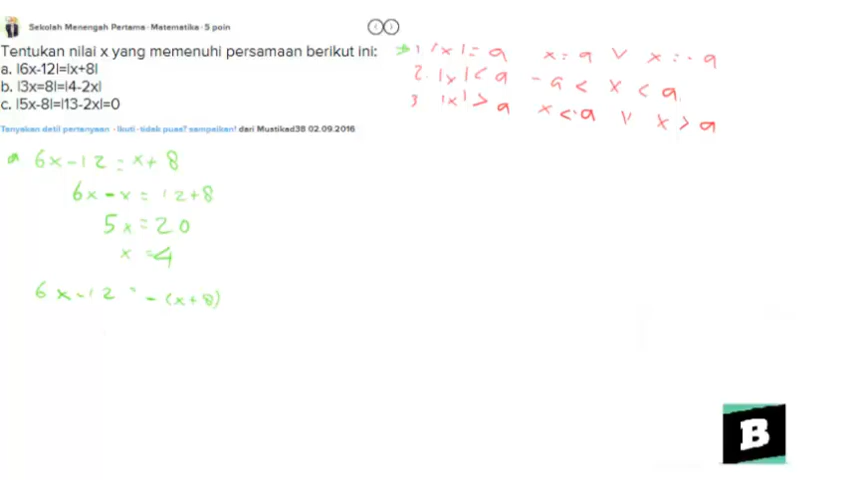 Sekolah Menengah Pertama · Matematika · 5 poin
Tentukan nilai x yang memenuhi persamaan berikut ini:
a. |6x-12|=|x+8|
b. |3x=8|=|4-2x|
c. |5x-8|=|13-2x|=0
Tanyakan detil pertanyaan · Ikuti · tidak puas? sampaikan! dari Mustikad38 02.09.2016
1 |x| = a x = a ∨ x = -a
2. |x| < a -a < x < a.
3 |x| > a x < -a ∨ x > a
a 6x-12 = x+8
6x - x = 12+8
5x = 20
x = 4
6x-12 = -(x+8)
B